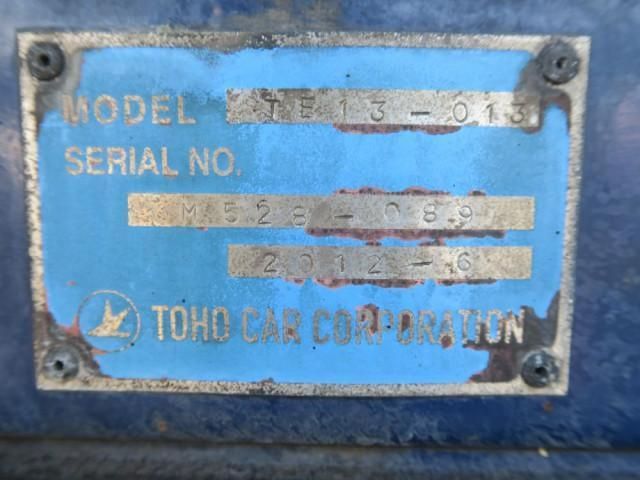 MODEL TE13-013
SERIAL NO.
M528-089
2012-6
TOHO CAR CORPORATION